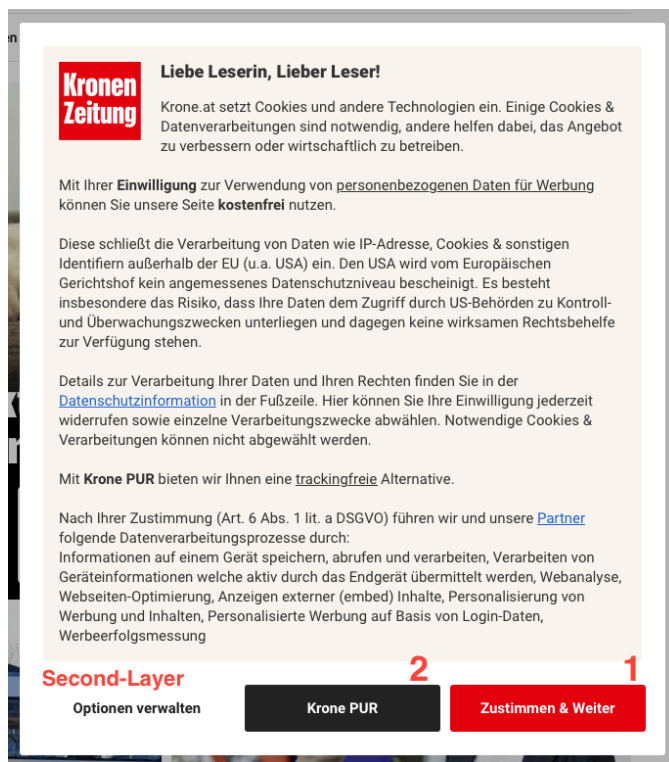 en
Kronen
Zeitung
Liebe Leserin, Lieber Leser!
Krone.at setzt Cookies und andere Technologien ein. Einige Cookies &
Datenverarbeitungen sind notwendig, andere helfen dabei, das Angebot
zu verbessern oder wirtschaftlich zu betreiben.
Mit Ihrer Einwilligung zur Verwendung von personenbezogenen Daten für Werbung
können Sie unsere Seite kostenfrei nutzen.
Diese schließt die Verarbeitung von Daten wie IP-Adresse, Cookies & sonstigen
Identifiern außerhalb der EU (u.a. USA) ein. Den USA wird vom Europäischen
Gerichtshof kein angemessenes Datenschutzniveau bescheinigt. Es besteht
insbesondere das Risiko, dass Ihre Daten dem Zugriff durch US-Behörden zu Kontroll-
und Überwachungszwecken unterliegen und dagegen keine wirksamen Rechtsbehelfe
zur Verfügung stehen.
Details zur Verarbeitung Ihrer Daten und Ihren Rechten finden Sie in der
Datenschutzinformation in der Fußzeile. Hier können Sie Ihre Einwilligung jederzeit
widerrufen sowie einzelne Verarbeitungszwecke abwählen. Notwendige Cookies &
Verarbeitungen können nicht abgewählt werden.
Mit Krone PUR bieten wir Ihnen eine trackingfreie Alternative.
Nach Ihrer Zustimmung (Art. 6 Abs. 1 lit. a DSGVO) führen wir und unsere Partner
folgende Datenverarbeitungsprozesse durch:
Informationen auf einem Gerät speichern, abrufen und verarbeiten, Verarbeiten von
Geräteinformationen welche aktiv durch das Endgerät übermittelt werden, Webanalyse,
Webseiten-Optimierung, Anzeigen externer (embed) Inhalte, Personalisierung von
Werbung und Inhalten, Personalisierte Werbung auf Basis von Login-Daten,
Werbeerfolgsmessung
Second-Layer 2 1
Optionen verwalten Krone PUR Zustimmen & Weiter